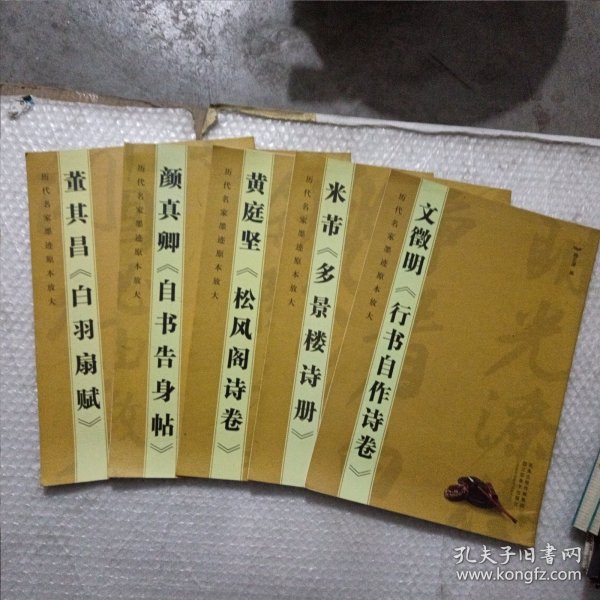 历代名家墨迹原本放大
董其昌《白羽扇赋》
历代名家墨迹原本放大
颜真卿《自书告身帖》
历代名家墨迹原本放大
黄庭坚《松风阁诗卷》
历代名家墨迹原本放大
米芾《多景楼诗册》
历代名家墨迹原本放大
文徵明《行书自作诗卷》
孔夫子旧书网
www.kongfz.com